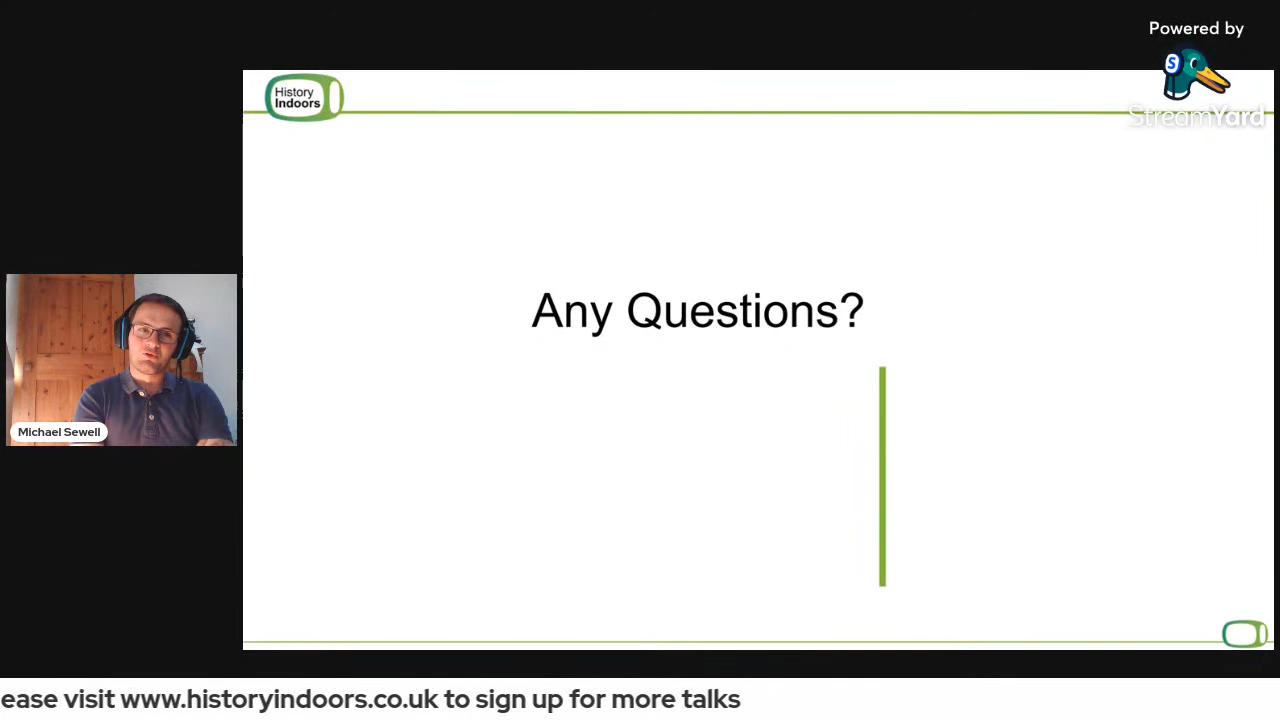 Powered by
StreamYard
History
Indoors
Any Questions?
Michael Sewell
ease visit www.historyindoors.co.uk to sign up for more talks